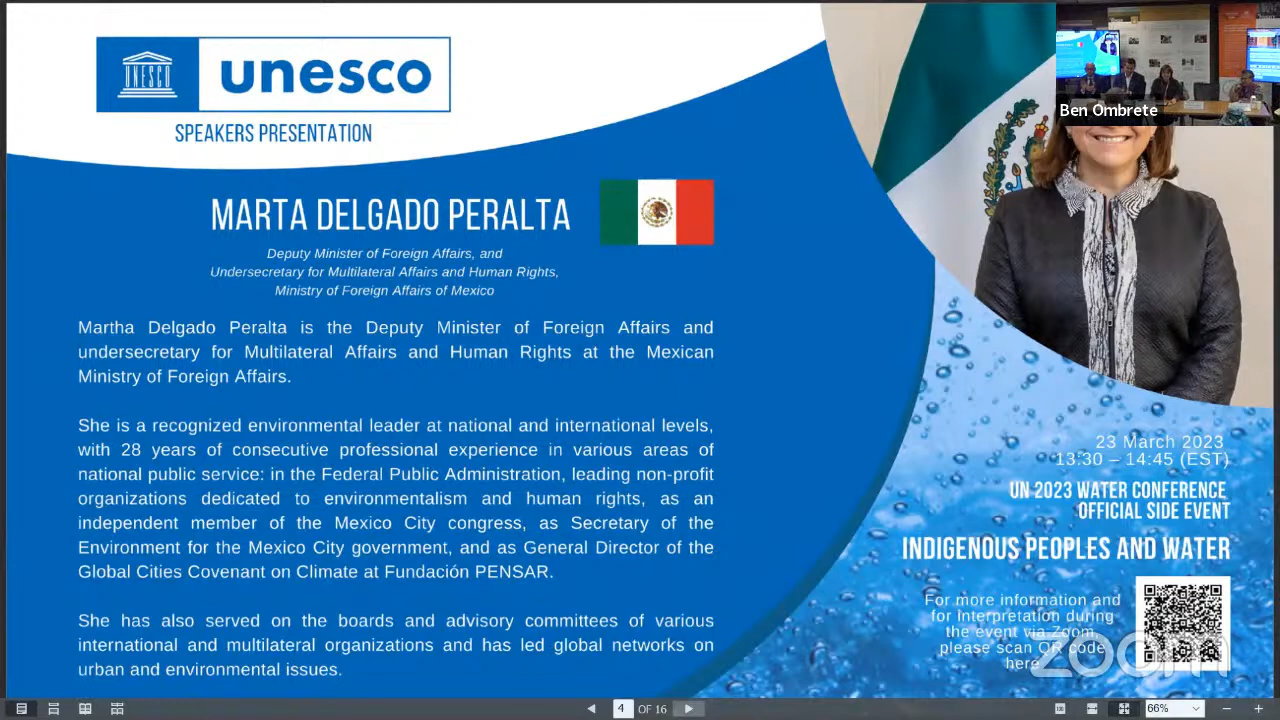 UNESCO
unesco
SPEAKERS PRESENTATION
Ben Ombrete
MARTA DELGADO PERALTA
Deputy Minister of Foreign Affairs, and
Undersecretary for Multilateral Affairs and Human Rights,
Ministry of Foreign Affairs of Mexico
Martha Delgado Peralta is the Deputy Minister of Foreign Affairs and
undersecretary for Multilateral Affairs and Human Rights at the Mexican
Ministry of Foreign Affairs.
She is a recognized environmental leader at national and international levels,
with 28 years of consecutive professional experience in various areas of
national public service: in the Federal Public Administration, leading non-profit
organizations dedicated to environmentalism and human rights, as an
independent member of the Mexico City congress, as Secretary of the
Environment for the Mexico City government, and as General Director of the
Global Cities Covenant on Climate at Fundación PENSAR.
She has also served on the boards and advisory committees of various
international and multilateral organizations and has led global networks on
urban and environmental issues.
23 March 2023
13:30 – 14:45 (EST)
UN 2023 WATER CONFERENCE
OFFICIAL SIDE EVENT
INDIGENOUS PEOPLES AND WATER
For more information and
for Interpretation during
the event via Zoom,
please scan QR code
here
zoom
4 OF 16
66%